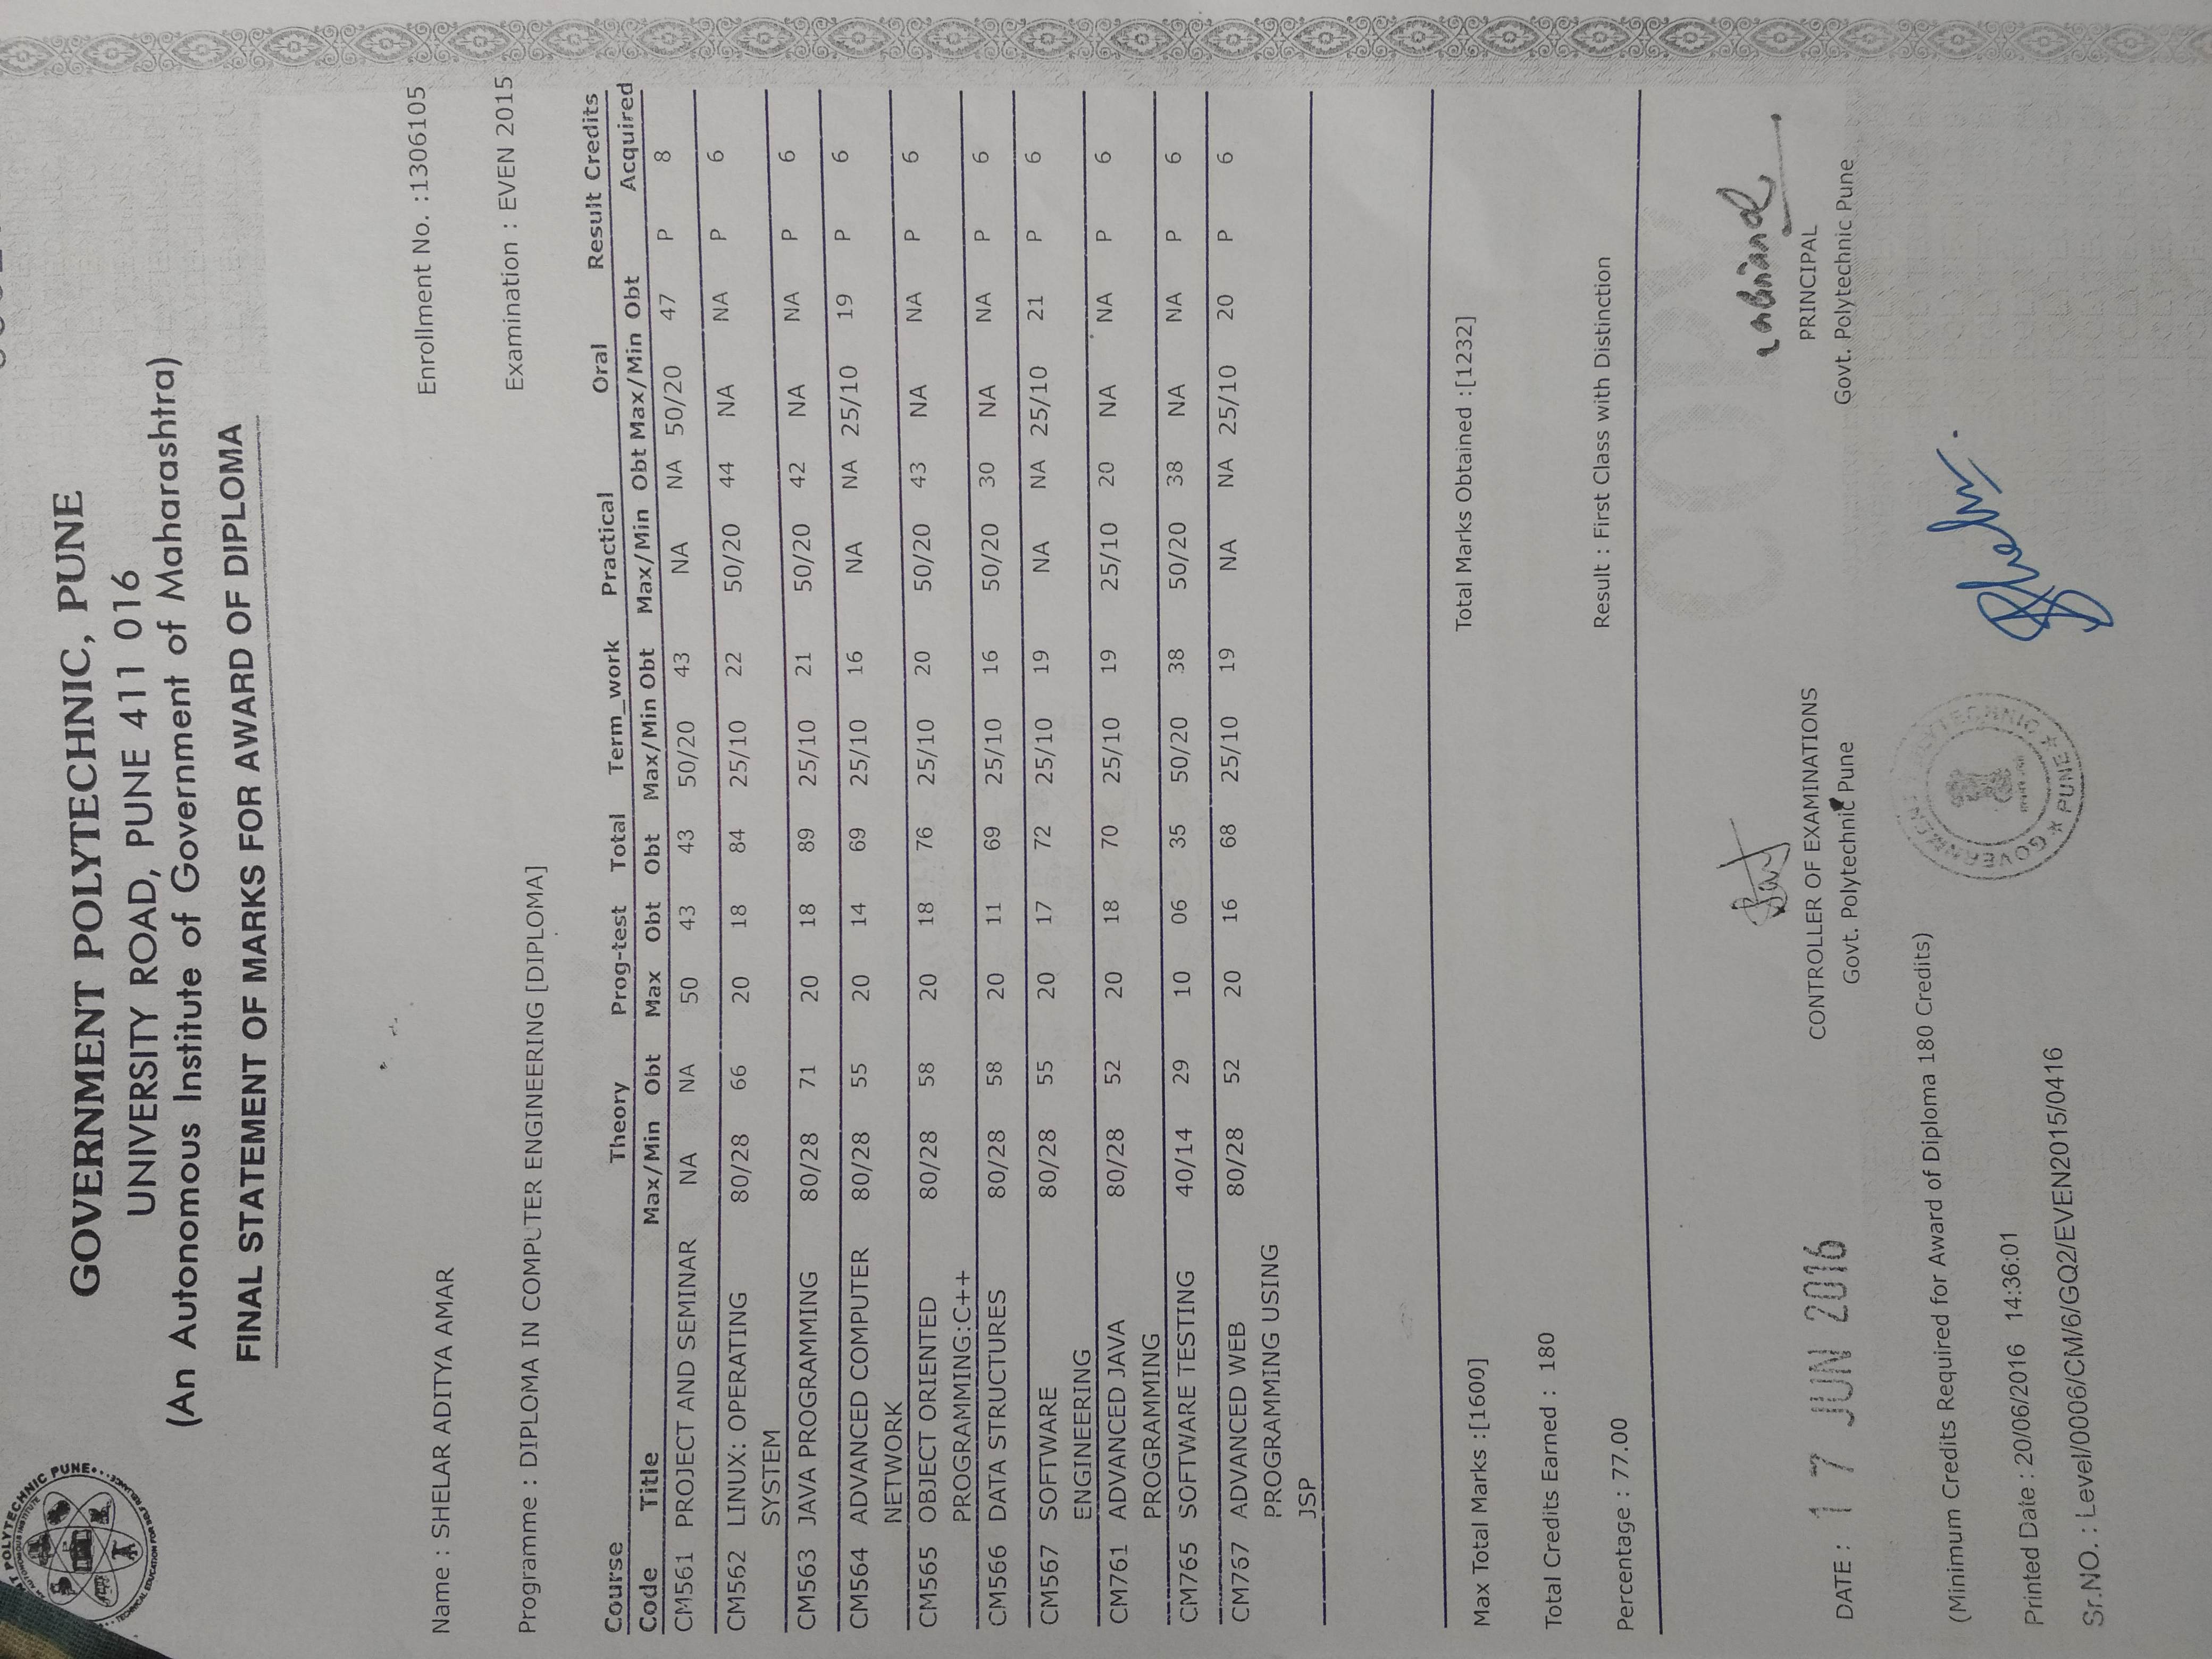 GOVERNMENT POLYTECHNIC, PUNE
UNIVERSITY ROAD, PUNE 411 016
(An Autonomous Institute of Government of Maharashtra)
FINAL STATEMENT OF MARKS FOR AWARD OF DIPLOMA
Name : SHELAR ADITYA AMAR Enrollment No. :1306105
Programme : DIPLOMA IN COMPUTER ENGINEERING [DIPLOMA] Examination : EVEN 2015
Course Theory Prog-test Total Term_work Practical Oral Result Credits
Code Title Max/Min Obt Max Obt Obt Max/Min Obt Max/Min Obt Max/Min Obt Acquired
CM561 PROJECT AND SEMINAR NA NA 50 43 43 50/20 43 NA NA 50/20 47 P 8
CM562 LINUX: OPERATING 80/28 66 20 18 84 25/10 22 50/20 44 NA NA P 6
SYSTEM
CM563 JAVA PROGRAMMING 80/28 71 20 18 89 25/10 21 50/20 42 NA NA P 6
CM564 ADVANCED COMPUTER 80/28 55 20 14 69 25/10 16 NA NA 25/10 19 P 6
NETWORK
CM565 OBJECT ORIENTED 80/28 58 20 18 76 25/10 20 50/20 43 NA NA P 6
PROGRAMMING:C++
CM566 DATA STRUCTURES 80/28 58 20 11 69 25/10 16 50/20 30 NA NA P 6
CM567 SOFTWARE 80/28 55 20 17 72 25/10 19 NA NA 25/10 21 P 6
ENGINEERING
CM761 ADVANCED JAVA 80/28 52 20 18 70 25/10 19 25/10 20 NA NA P 6
PROGRAMMING
CM765 SOFTWARE TESTING 40/14 29 10 06 35 50/20 38 50/20 38 NA NA P 6
CM767 ADVANCED WEB 80/28 52 20 16 68 25/10 19 NA NA 25/10 20 P 6
PROGRAMMING USING
JSP
Max Total Marks :[1600] Total Marks Obtained :[1232]
Total Credits Earned : 180
Percentage : 77.00 Result : First Class with Distinction
DATE : 17 JUN 2016 CONTROLLER OF EXAMINATIONS PRINCIPAL
Govt. Polytechnic Pune Govt. Polytechnic Pune
(Minimum Credits Required for Award of Diploma 180 Credits)
Printed Date : 20/06/2016 14:36:01
Sr.NO. : Level/0006/CM/6/GQ2/EVEN2015/0416
GOVERNMENT POLYTECHNIC ★ PUNE ★
COPY